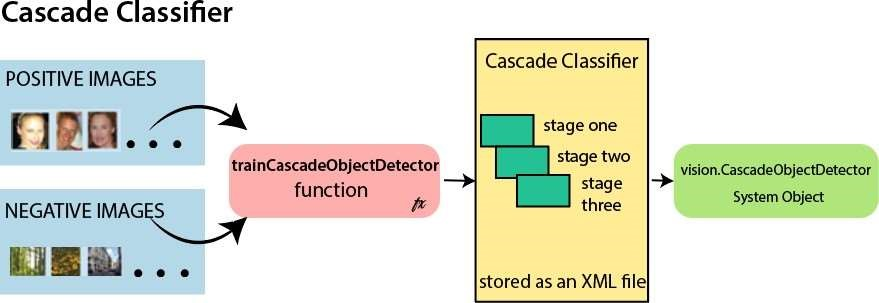 Cascade Classifier
POSITIVE IMAGES
NEGATIVE IMAGES
trainCascadeObjectDetector
function
fx
Cascade Classifier
stage one
stage two
stage
three
stored as an XML file
vision.CascadeObjectDetector
System Object